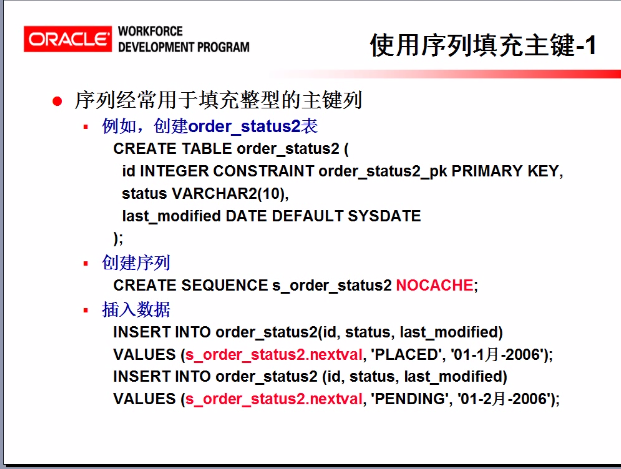 ORACLE WORKFORCE
DEVELOPMENT PROGRAM
使用序列填充主键-1
序列经常用于填充整型的主键列
例如，创建order_status2表
CREATE TABLE order_status2 (
id INTEGER CONSTRAINT order_status2_pk PRIMARY KEY,
status VARCHAR2(10),
last_modified DATE DEFAULT SYSDATE
);
创建序列
CREATE SEQUENCE s_order_status2 NOCACHE;
插入数据
INSERT INTO order_status2(id, status, last_modified)
VALUES (s_order_status2.nextval, 'PLACED', '01-1月-2006');
INSERT INTO order_status2 (id, status, last_modified)
VALUES (s_order_status2.nextval, 'PENDING', '01-2月-2006');